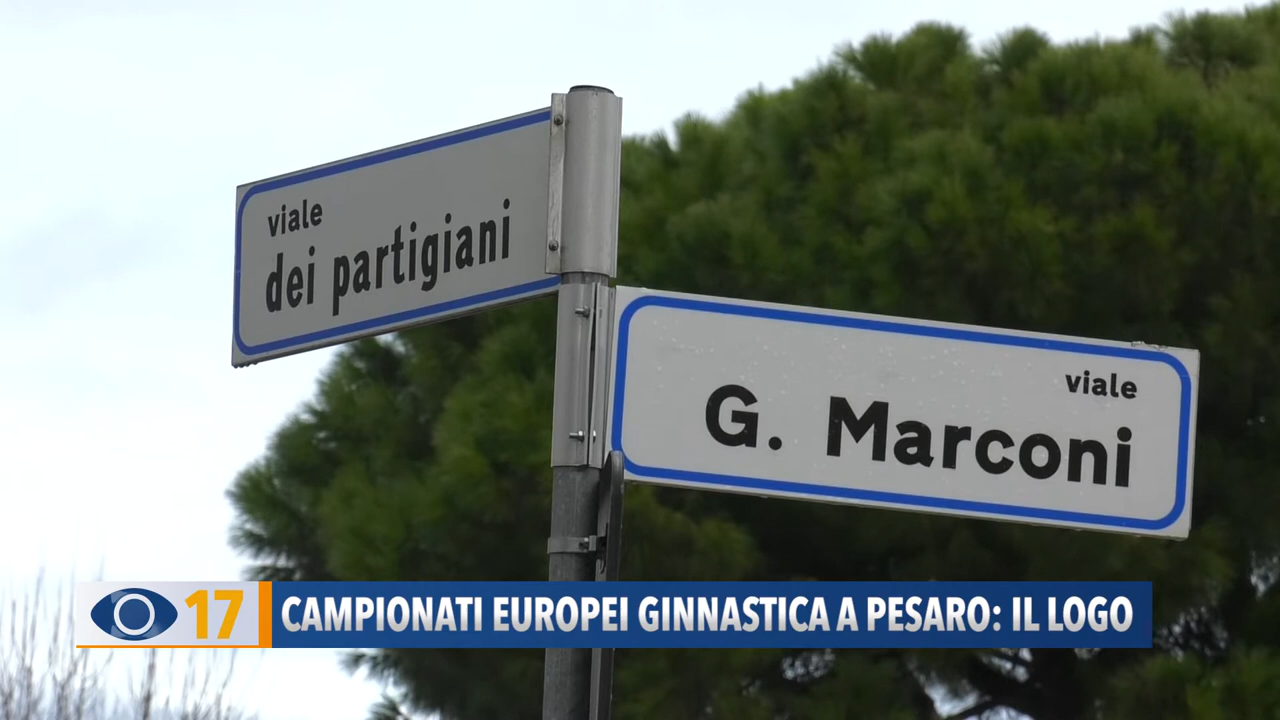 viale
dei partigiani
viale
G. Marconi
17
CAMPIONATI EUROPEI GINNASTICA A PESARO: IL LOGO